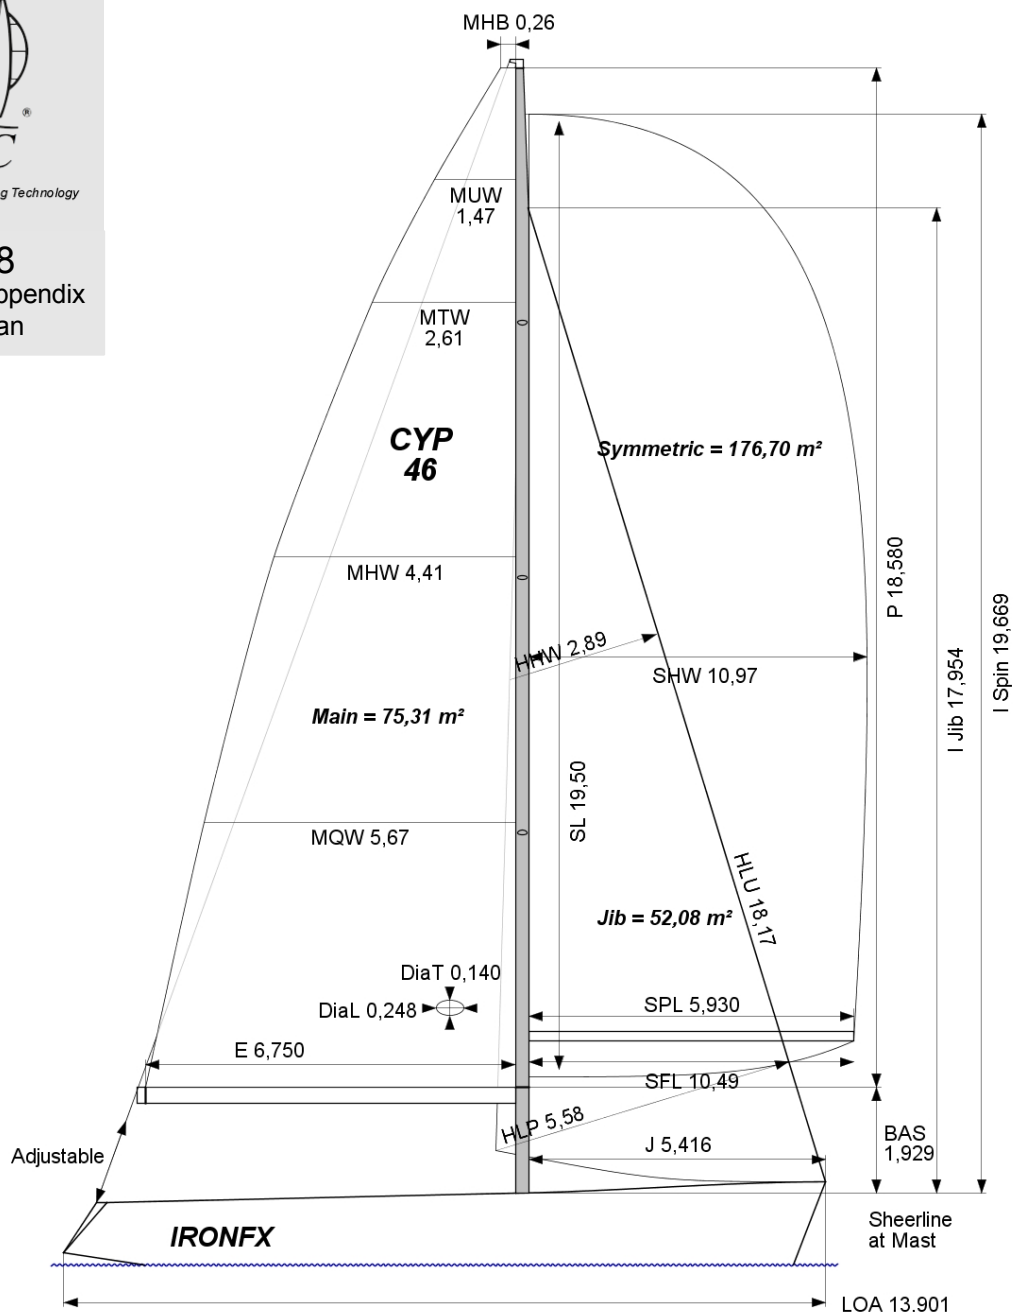 MHB 0,26
®
C
g Technology
8
ppendix
an
MUW
1,47
MTW
2,61
CYP
46
Symmetric = 176,70 m²
MHW 4,41
P 18,580
I Spin 19,669
I Jib 17,954
HHW 2,89
SHW 10,97
Main = 75,31 m²
SL 19,50
MQW 5,67
HLU 18,17
Jib = 52,08 m²
DiaT 0,140
DiaL 0,248
SPL 5,930
E 6,750
SFL 10,49
HLP 5,58
BAS
1,929
J 5,416
Adjustable
Sheerline
at Mast
IRONFX
LOA 13,901